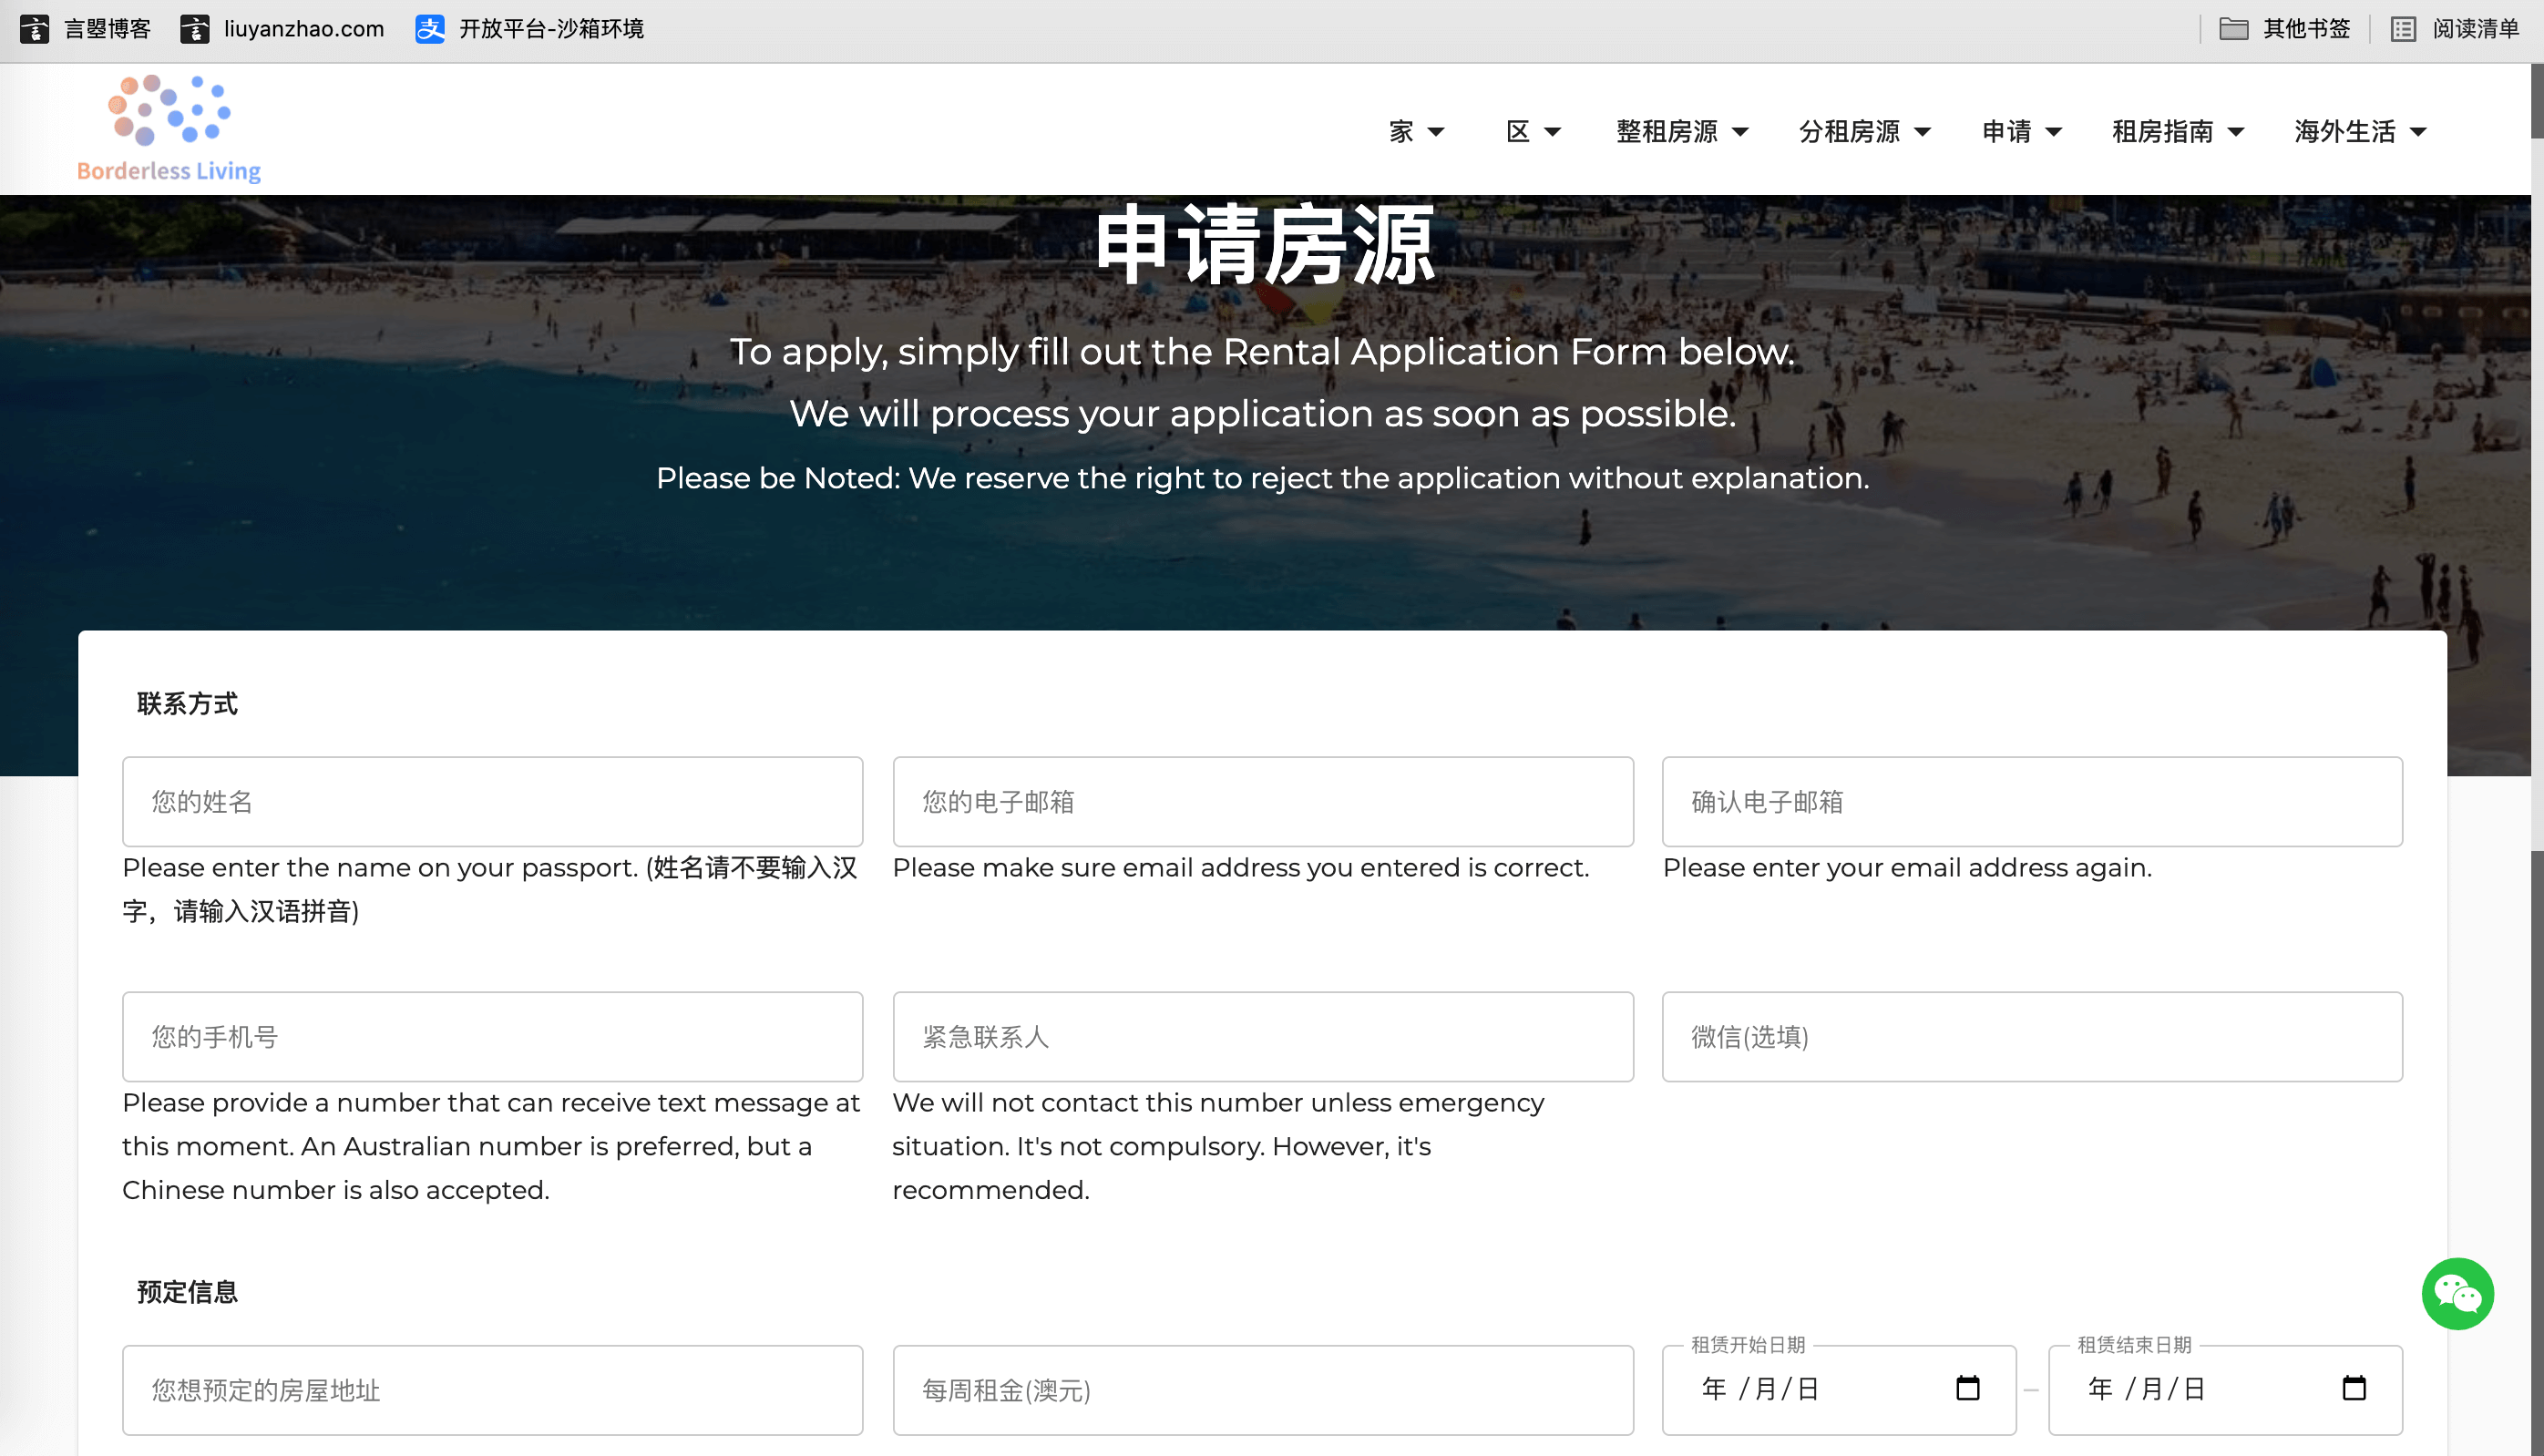 言曌博客 liuyanzhao.com 开放平台-沙箱环境 其他书签 阅读清单
Borderless Living
家 区 整租房源 分租房源 申请 租房指南 海外生活
申请房源
To apply, simply fill out the Rental Application Form below.
We will process your application as soon as possible.
Please be Noted: We reserve the right to reject the application without explanation.
联系方式
您的姓名
Please enter the name on your passport. (姓名请不要输入汉
字，请输入汉语拼音)
您的电子邮箱
Please make sure email address you entered is correct.
确认电子邮箱
Please enter your email address again.
您的手机号
Please provide a number that can receive text message at
this moment. An Australian number is preferred, but a
Chinese number is also accepted.
紧急联系人
We will not contact this number unless emergency
situation. It's not compulsory. However, it's
recommended.
微信(选填)
预定信息
您想预定的房屋地址
每周租金(澳元)
租赁开始日期
年 /月/日
–
租赁结束日期
年 /月/日